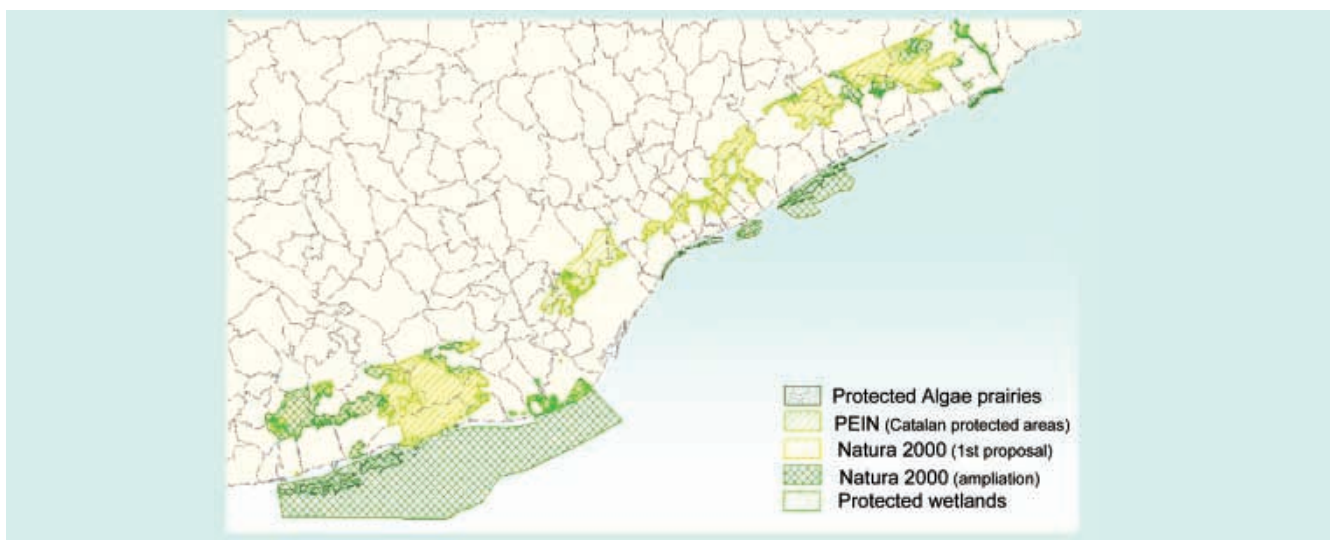 Protected Algae prairies
PEIN (Catalan protected areas)
Natura 2000 (1st proposal)
Natura 2000 (ampliation)
Protected wetlands